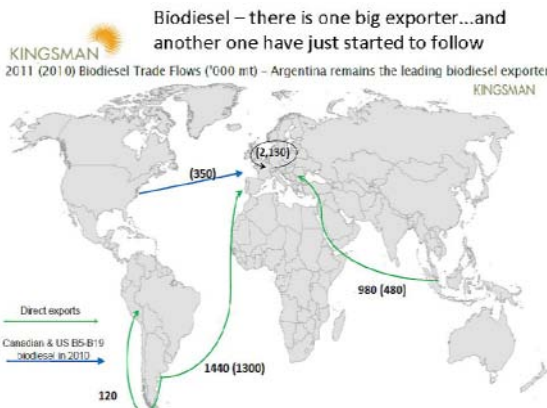 Biodiesel – there is one big exporter...and
another one have just started to follow
KINGSMAN
2011 (2010) Biodiesel Trade Flows ('000 mt) – Argentina remains the leading biodiesel exporter
KINGSMAN
(2,130)
(350)
980 (480)
Direct exports
Canadian & US B5-B19
biodiesel in 2010
1440 (1300)
120